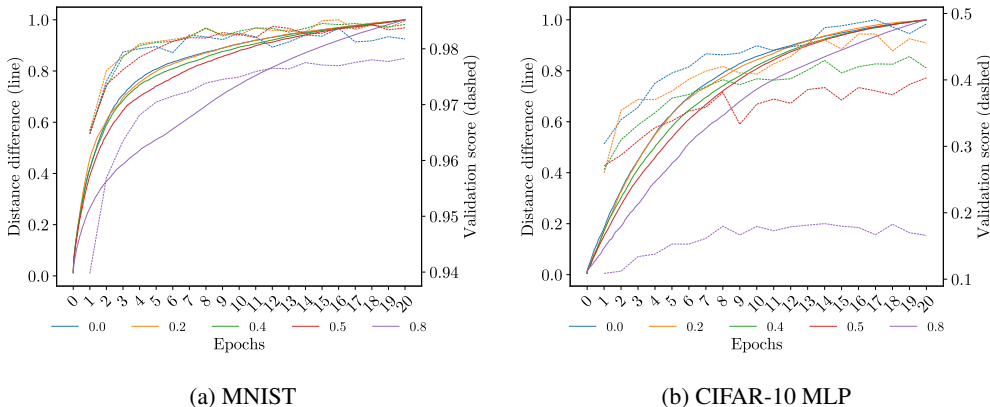 1.0
0.8
0.6
0.4
0.2
0.0
Distance difference (line)
0.98
0.97
0.96
0.95
0.94
Validation score (dashed)
0 1 2 3 4 5 6 7 8 9 10 11 12 13 14 15 16 17 18 19 20
0.0 0.2 0.4 0.5 0.8
Epochs
(a) MNIST
1.0
0.8
0.6
0.4
0.2
0.0
Distance difference (line)
0.5
0.4
0.3
0.2
0.1
Validation score (dashed)
0 1 2 3 4 5 6 7 8 9 10 11 12 13 14 15 16 17 18 19 20
0.0 0.2 0.4 0.5 0.8
Epochs
(b) CIFAR-10 MLP